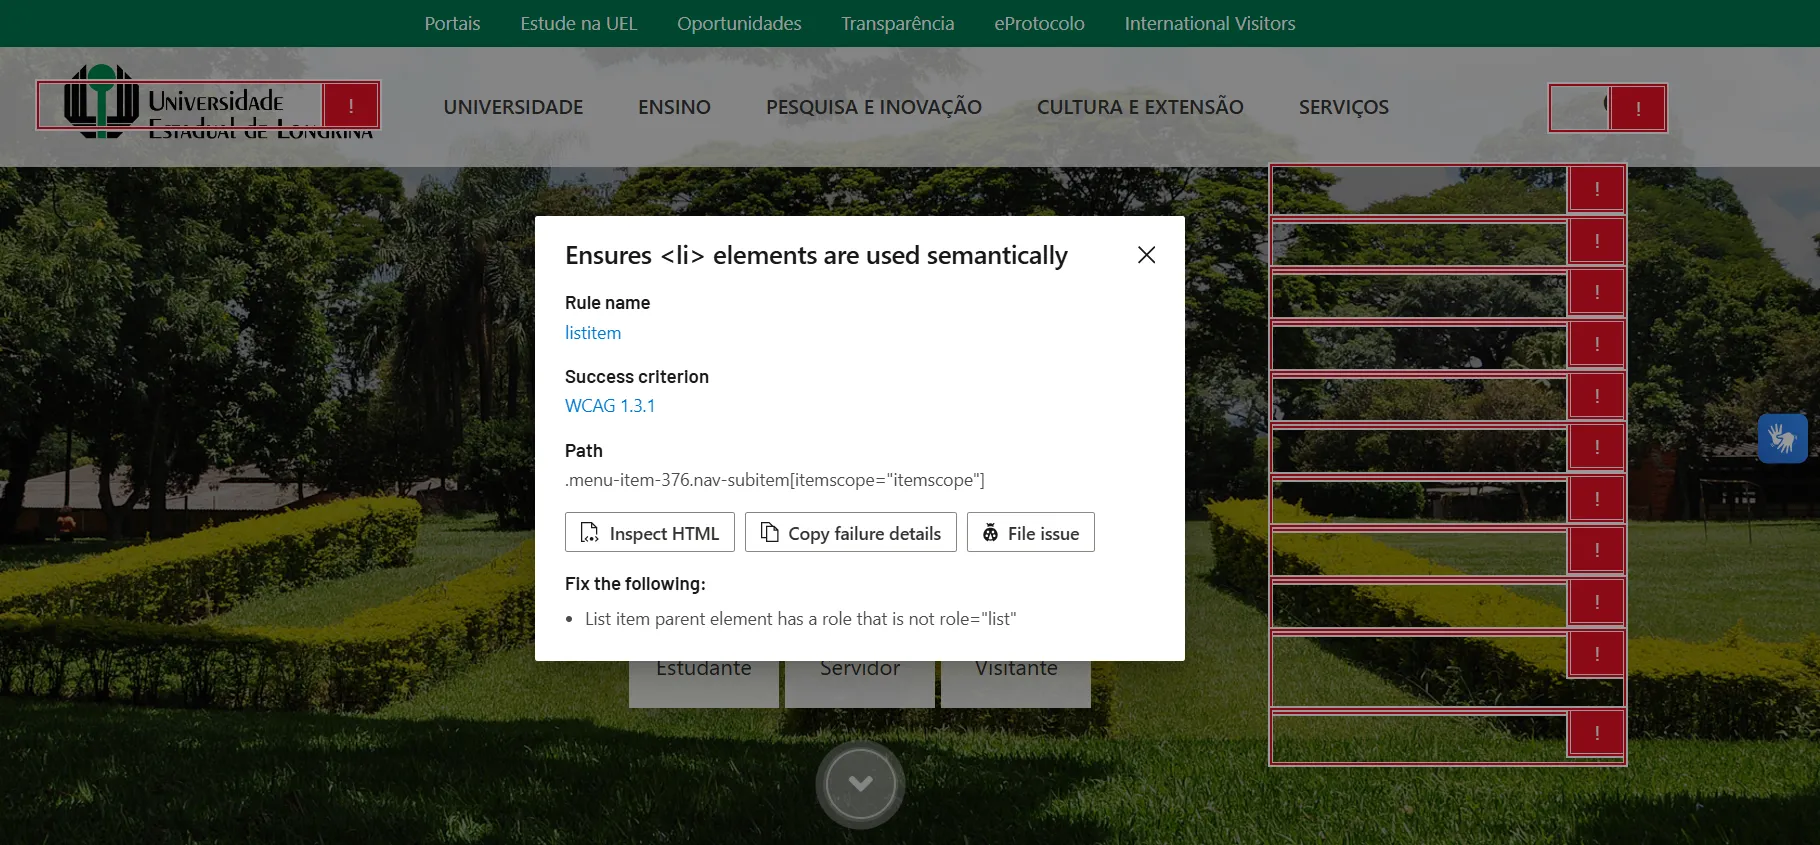 Portais Estude na UEL Oportunidades Transparência eProtocolo International Visitors
Universidade
Estadual de Londrina
!
UNIVERSIDADE ENSINO PESQUISA E INOVAÇÃO CULTURA E EXTENSÃO SERVIÇOS
!
!
!
!
!
!
!
!
!
!
!
!
Ensures <li> elements are used semantically
Rule name
listitem
Success criterion
WCAG 1.3.1
Path
.menu-item-376.nav-subitem[itemscope="itemscope"]
Inspect HTML Copy failure details File issue
Fix the following:
• List item parent element has a role that is not role="list"
Estudante Servidor Visitante